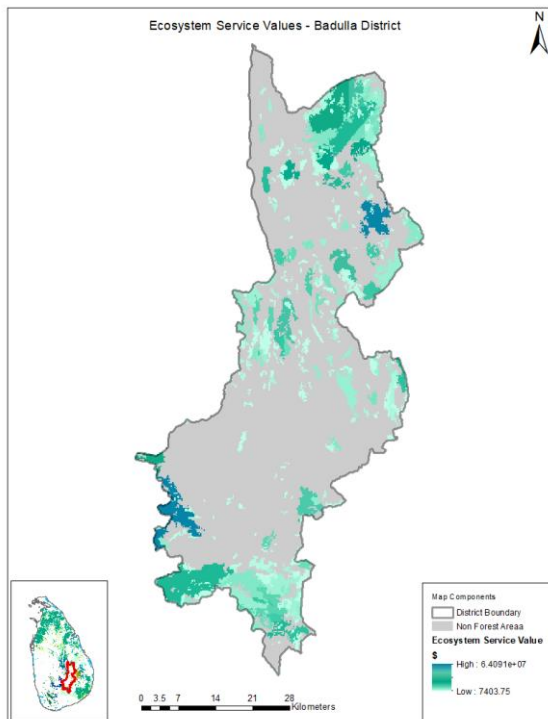 Ecosystem Service Values - Badulla District
N
Map Components
District Boundary
Non Forest Areaa
Ecosystem Service Value
$
High : 6.4091e+07
Low : 7403.75
0 3.5 7 14 21 28
Kilometers